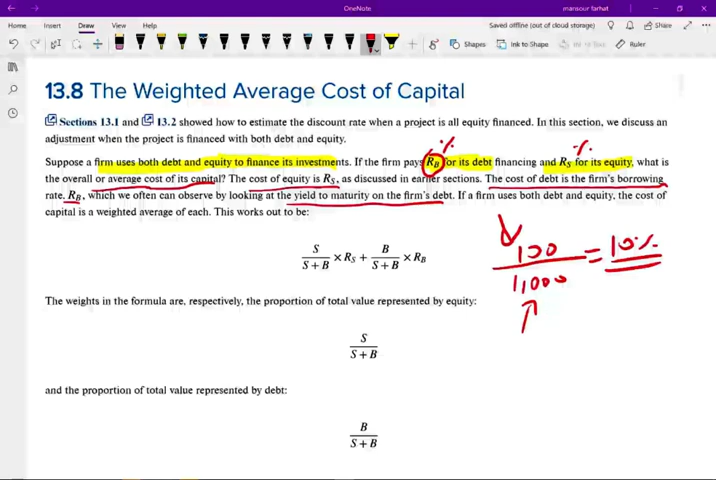 OneNote
mansour farhat
Home Insert Draw View Help
Saved offline (out of cloud storage)
Share
Shapes
Ink to Shape
Ruler
13.8 The Weighted Average Cost of Capital
Sections 13.1 and 13.2 showed how to estimate the discount rate when a project is all equity financed. In this section, we discuss an
adjustment when the project is financed with both debt and equity.
% %
Suppose a firm uses both debt and equity to finance its investments. If the firm pays R_B for its debt financing and R_S for its equity, what is
the overall or average cost of its capital? The cost of equity is R_S, as discussed in earlier sections. The cost of debt is the firm's borrowing
rate, R_B, which we often can observe by looking at the yield to maturity on the firm's debt. If a firm uses both debt and equity, the cost of
capital is a weighted average of each. This works out to be:
S/(S + B) × R_S + B/(S + B) × R_B
100/1,000 = 10%
The weights in the formula are, respectively, the proportion of total value represented by equity:
S
S + B
and the proportion of total value represented by debt:
B
S + B